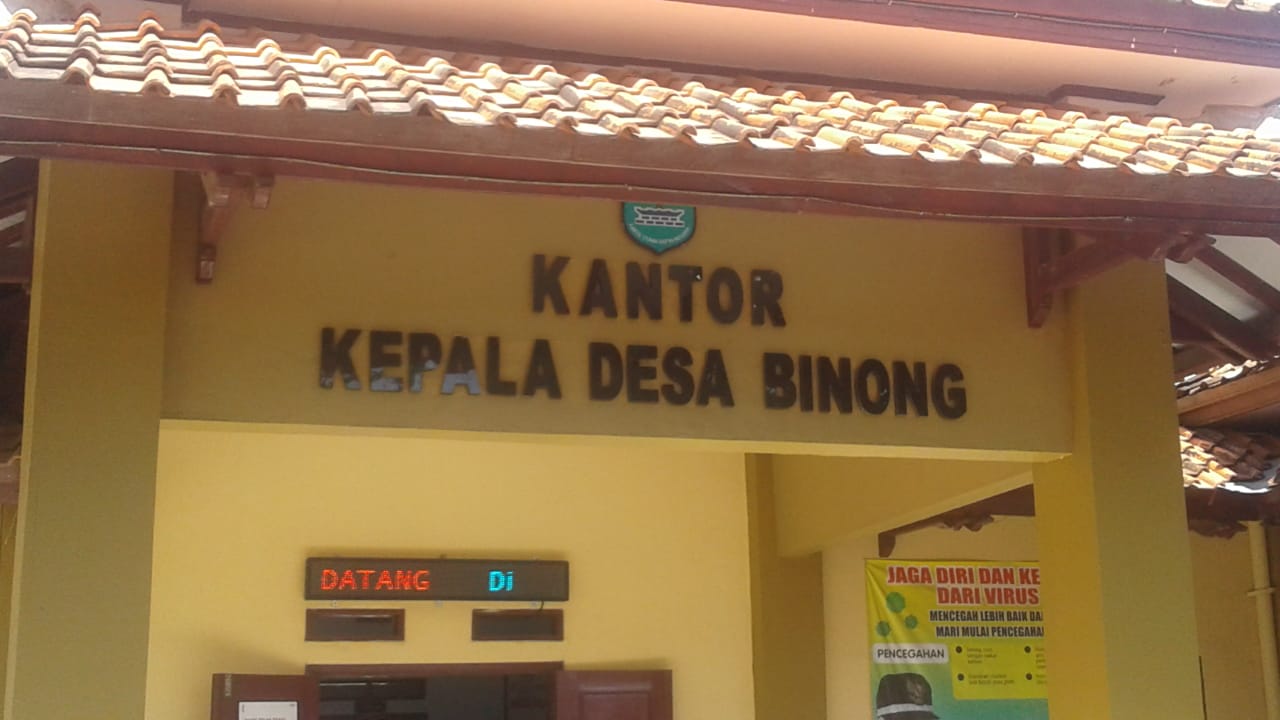 KANTOR
KEPALA DESA BINONG
DATANG Di
JAGA DIRI DAN KE
DARI VIRUS
MENCEGAH LEBIH BAIK DA
MARI MULAI PENCEGAHA
PENCEGAHAN